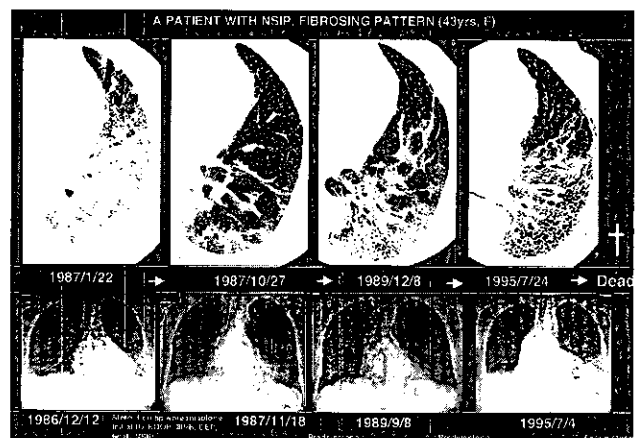 A PATIENT WITH NSIP, FIBROSING PATTERN (43yrs, F)
1987/1/22 → 1987/10/27 → 1989/12/8 → 1995/7/24 → Dead
1986/12/12 1987/11/18 1989/9/8 1995/7/4